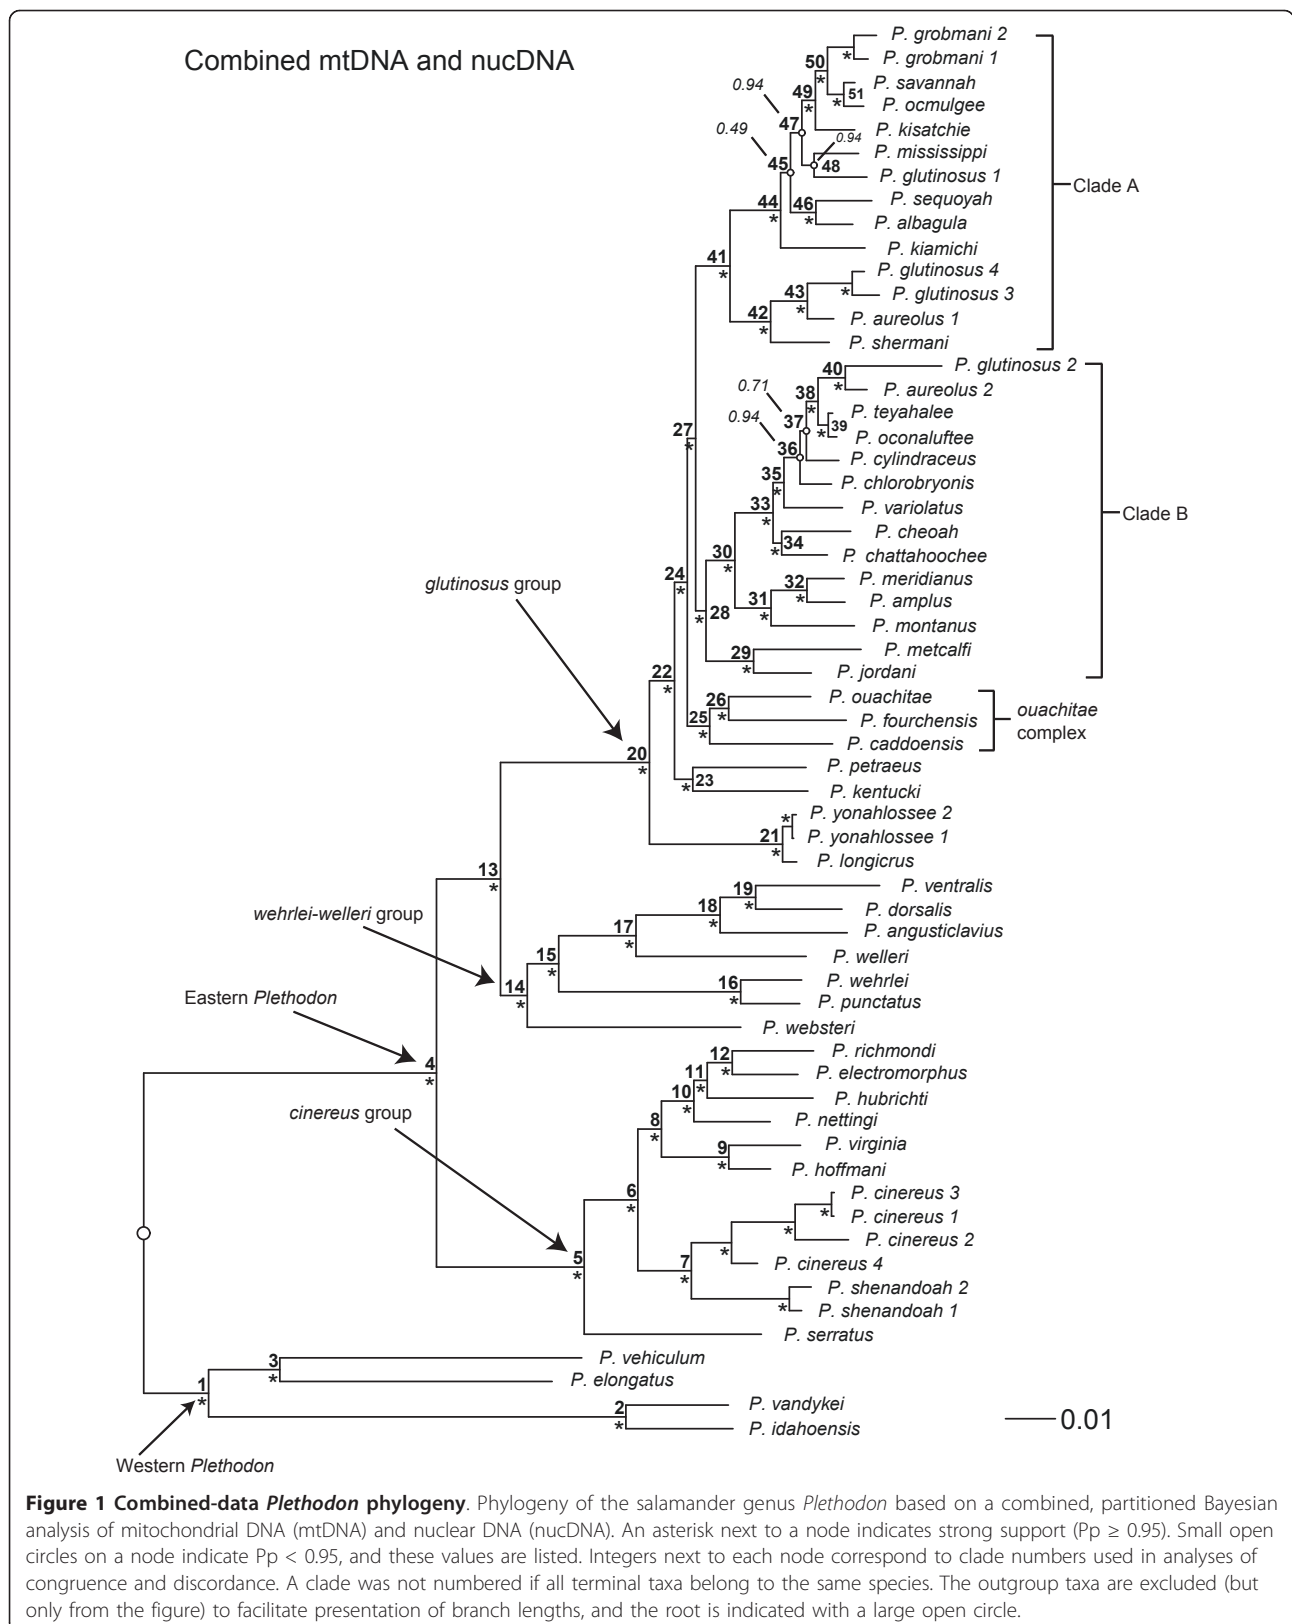 Combined mtDNA and nucDNA
P. grobmani 2
P. grobmani 1
50
P. savannah
51
0.94
49
P. ocmulgee
47
P. kisatchie
0.49
0.94
P. mississippi
45
48
P. glutinosus 1
Clade A
44
46
P. sequoyah
P. albagula
P. kiamichi
41
P. glutinosus 4
43
P. glutinosus 3
42
P. aureolus 1
P. shermani
40
P. glutinosus 2
0.71
38
P. aureolus 2
P. teyahalee
0.94
37
39
27
P. oconaluftee
36
P. cylindraceus
35
P. chlorobryonis
33
P. variolatus
Clade B
P. cheoah
34
30
P. chattahoochee
24
32
P. meridianus
glutinosus group
31
P. amplus
28
P. montanus
29
P. metcalfi
22
P. jordani
26
P. ouachitae
25
P. fourchensis
ouachitae
complex
20
P. caddoensis
P. petraeus
23
P. kentucki
P. yonahlossee 2
21
P. yonahlossee 1
13
P. longicrus
19
P. ventralis
wehrlei-welleri group
18
P. dorsalis
17
P. angusticlavius
15
P. welleri
14
16
P. wehrlei
Eastern Plethodon
P. punctatus
P. websteri
4
12
P. richmondi
11
P. electromorphus
10
P. hubrichti
cinereus group
8
P. nettingi
9
P. virginia
P. hoffmani
6
P. cinereus 3
P. cinereus 1
P. cinereus 2
5
7
P. cinereus 4
P. shenandoah 2
P. shenandoah 1
P. serratus
3
P. vehiculum
1
P. elongatus
2
P. vandykei
0.01
P. idahoensis
Western Plethodon
Figure 1 Combined-data Plethodon phylogeny. Phylogeny of the salamander genus Plethodon based on a combined, partitioned Bayesian
analysis of mitochondrial DNA (mtDNA) and nuclear DNA (nucDNA). An asterisk next to a node indicates strong support (Pp ≥ 0.95). Small open
circles on a node indicate Pp < 0.95, and these values are listed. Integers next to each node correspond to clade numbers used in analyses of
congruence and discordance. A clade was not numbered if all terminal taxa belong to the same species. The outgroup taxa are excluded (but
only from the figure) to facilitate presentation of branch lengths, and the root is indicated with a large open circle.